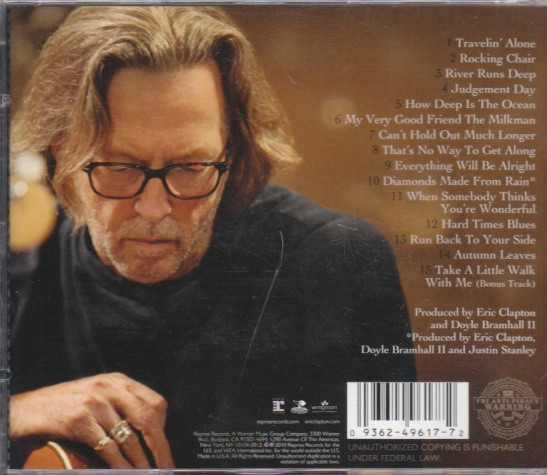 1 Travelin' Alone
2 Rocking Chair
3 River Runs Deep
4 Judgement Day
5 How Deep Is The Ocean
6 My Very Good Friend The Milkman
7 Can't Hold Out Much Longer
8 That's No Way To Get Along
9 Everything Will Be Alright
10 Diamonds Made From Rain*
11 When Somebody Thinks
You're Wonderful
12 Hard Times Blues
13 Run Back To Your Side
14 Autumn Leaves
15 Take A Little Walk
With Me (Bonus Track)
Produced by Eric Clapton
and Doyle Bramhall II
*Produced by Eric Clapton,
Doyle Bramhall II and Justin Stanley
repriserecords.com ericclapton.com
Reprise Records, A Warner Music Group Company, 3300 Warner
Blvd., Burbank, CA 91505-4694, 1290 Avenue Of The Americas,
New York, NY 10104. ©℗ 2010 Reprise Records for the
U.S. and WEA International Inc. for the world outside the U.S.
Made in U.S.A. All Rights Reserved. Unauthorized duplication is a
violation of applicable laws.
0 9362-49617-7 2
FBI ANTI-PIRACY
WARNING
UNAUTHORIZED COPYING IS PUNISHABLE
UNDER FEDERAL LAW.